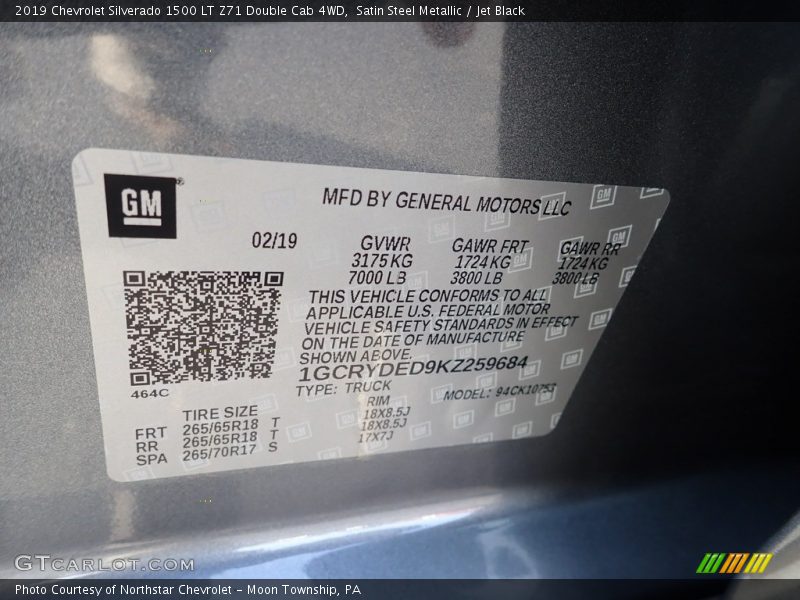 2019 Chevrolet Silverado 1500 LT Z71 Double Cab 4WD, Satin Steel Metallic / Jet Black
GM
MFD BY GENERAL MOTORS LLC
02/19
GVWR GAWR FRT GAWR RR
3175 KG 1724 KG 1724 KG
7000 LB 3800 LB 3800 LB
THIS VEHICLE CONFORMS TO ALL
APPLICABLE U.S. FEDERAL MOTOR
VEHICLE SAFETY STANDARDS IN EFFECT
ON THE DATE OF MANUFACTURE
SHOWN ABOVE.
1GCRYDED9KZ259684
TYPE: TRUCK MODEL: 94CK10753
464C
TIRE SIZE RIM
FRT 265/65R18 T 18X8.5J
RR 265/65R18 T 18X8.5J
SPA 265/70R17 S 17X7J
GTCARLOT.COM
Photo Courtesy of Northstar Chevrolet - Moon Township, PA